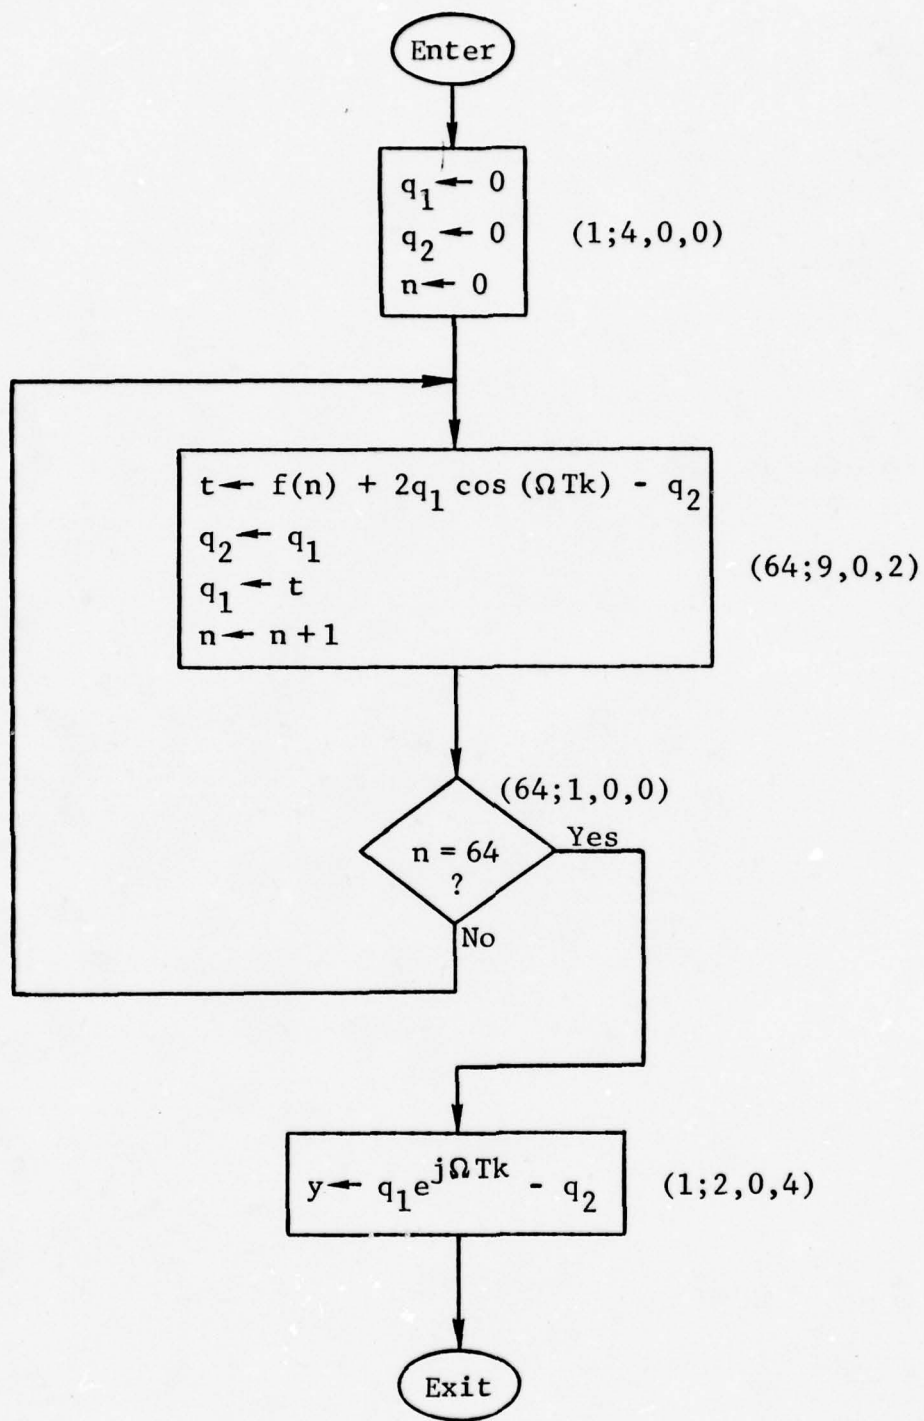 Enter
q₁ ← 0
q₂ ← 0
n ← 0
(1;4,0,0)
t ← f(n) + 2q₁ cos (ΩTk) - q₂
q₂ ← q₁
q₁ ← t
n ← n+1
(64;9,0,2)
(64;1,0,0)
n = 64
?
Yes
No
y ← q₁e^jΩTk - q₂
(1;2,0,4)
Exit